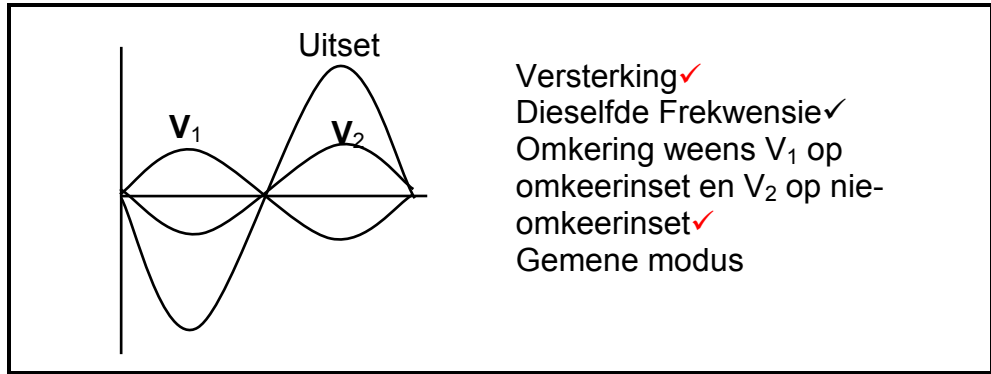 Uitset
V₁
V₂
Versterking✓
Dieselfde Frekwensie✓
Omkering weens V₁ op
omkeerinset en V₂ op nie-
omkeerinset✓
Gemene modus